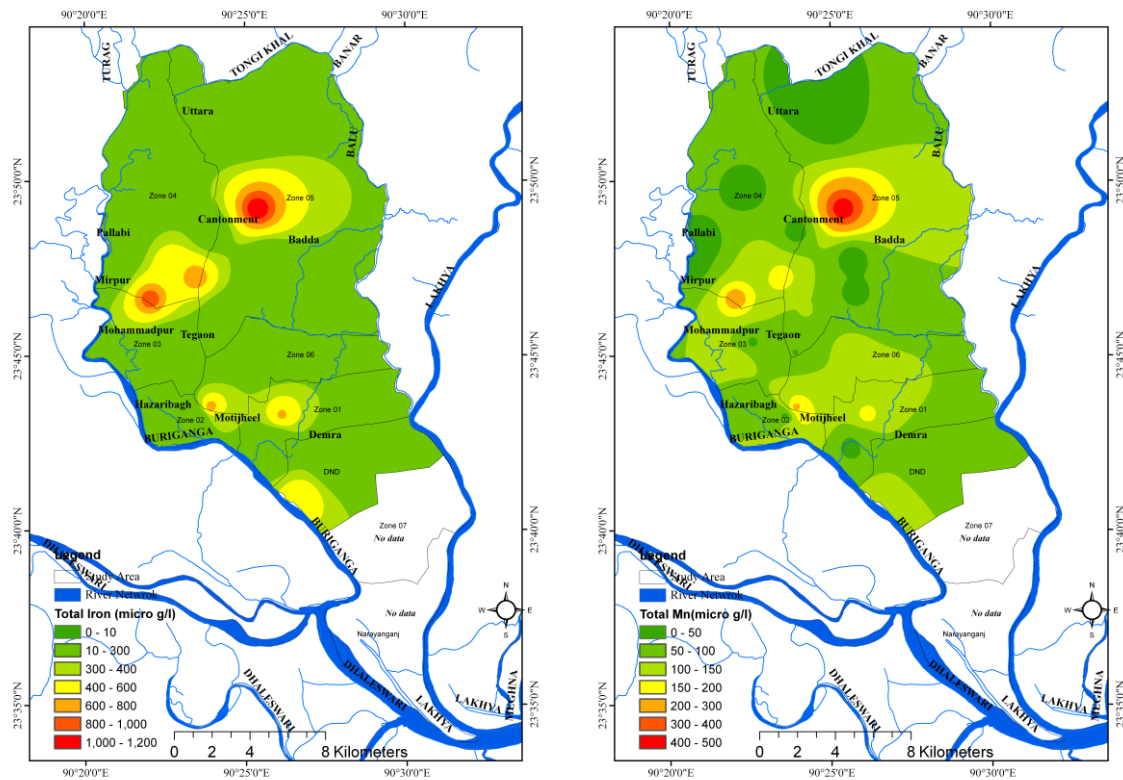 90°20'0"E 90°25'0"E 90°30'0"E
TURAG
TONGI KHAL
BANAR
Uttara
BALU
23°50'0"N
Zone 04
Zone 05
Cantonment
Pallabi
Badda
LAKHYA
Mirpur
Mohammadpur
Tegaon
Zone 03
Zone 06
23°45'0"N
Hazaribagh
Zone 02
Motijheel
Zone 01
BURIGANGA
Demra
DND
BURIGANGA
Zone 07
No data
23°40'0"N
DHALESWARI
Legend
Study Area
River Netwrok
Total Iron (micro g/l)
0 - 10
10 - 300
300 - 400
400 - 600
600 - 800
800 - 1,000
1,000 - 1,200
No data
N
W E
S
Narayanganj
DHALESWARI
DHALESWARI
LAKHYA
LAKHYA
MEGHNA
23°35'0"N
0 2 4 8 Kilometers
90°20'0"E 90°25'0"E 90°30'0"E
90°20'0"E 90°25'0"E 90°30'0"E
TURAG
TONGI KHAL
BANAR
Uttara
BALU
23°50'0"N
Zone 04
Zone 05
Cantonment
Pallabi
Badda
LAKHYA
Mirpur
Mohammadpur
Tegaon
Zone 03
Zone 06
23°45'0"N
Hazaribagh
Zone 02
Motijheel
Zone 01
BURIGANGA
Demra
DND
BURIGANGA
Zone 07
No data
23°40'0"N
DHALESWARI
Legend
Study Area
River Netwrok
Total Mn(micro g/l)
0 - 50
50 - 100
100 - 150
150 - 200
200 - 300
300 - 400
400 - 500
No data
N
W E
S
Narayanganj
DHALESWARI
DHALESWARI
LAKHYA
LAKHYA
MEGHNA
23°35'0"N
0 2 4 8 Kilometers
90°20'0"E 90°25'0"E 90°30'0"E